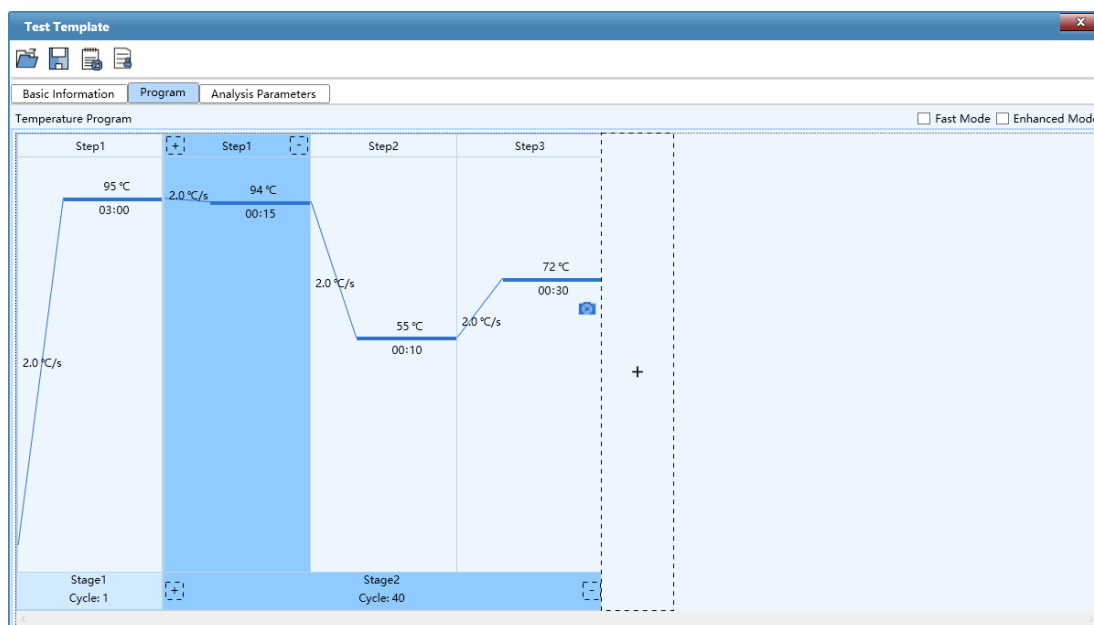 Test Template
x
Basic Information Program Analysis Parameters
Temperature Program Fast Mode Enhanced Mode
Step1 + Step1 - Step2 Step3
95 ℃
03:00
2.0 ℃/s
2.0 ℃/s
94 ℃
00:15
2.0 ℃/s
55 ℃
00:10
2.0 ℃/s
72 ℃
00:30
+
Stage1
Cycle: 1
+
Stage2
Cycle: 40
-